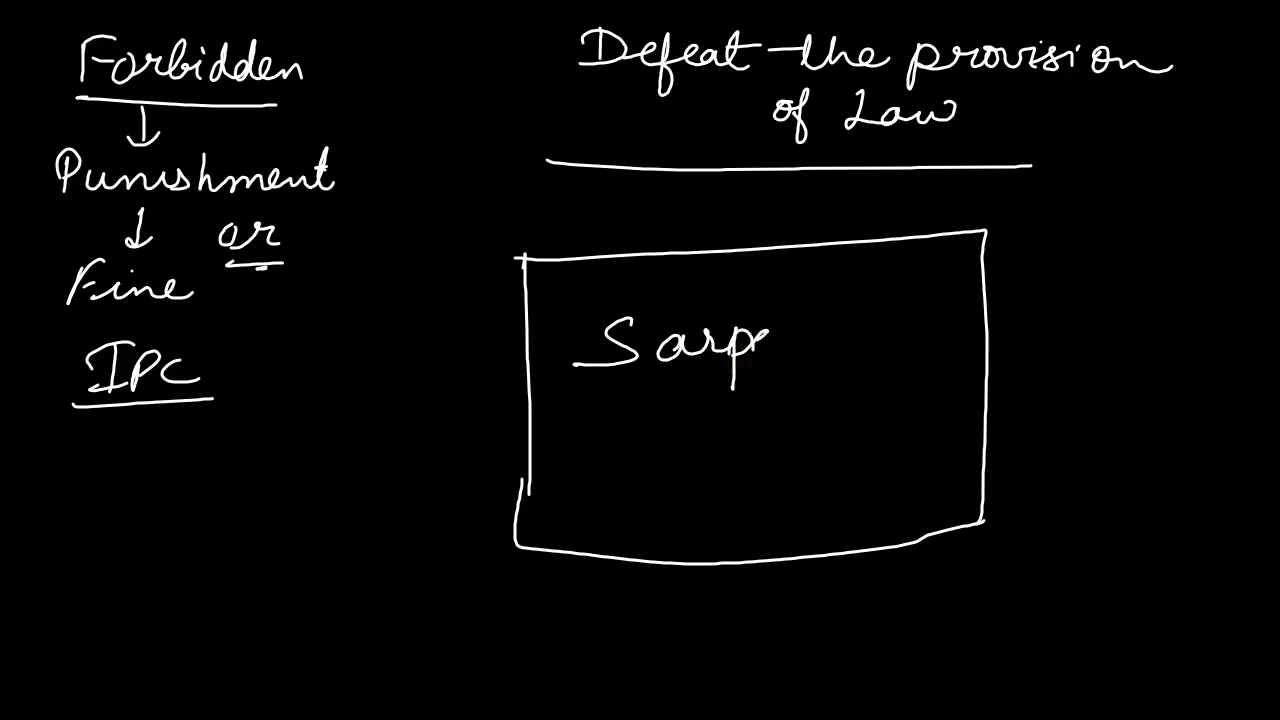 Forbidden
Punishment
or
Fine
IPC
Defeat the provision
of Law
Sarp